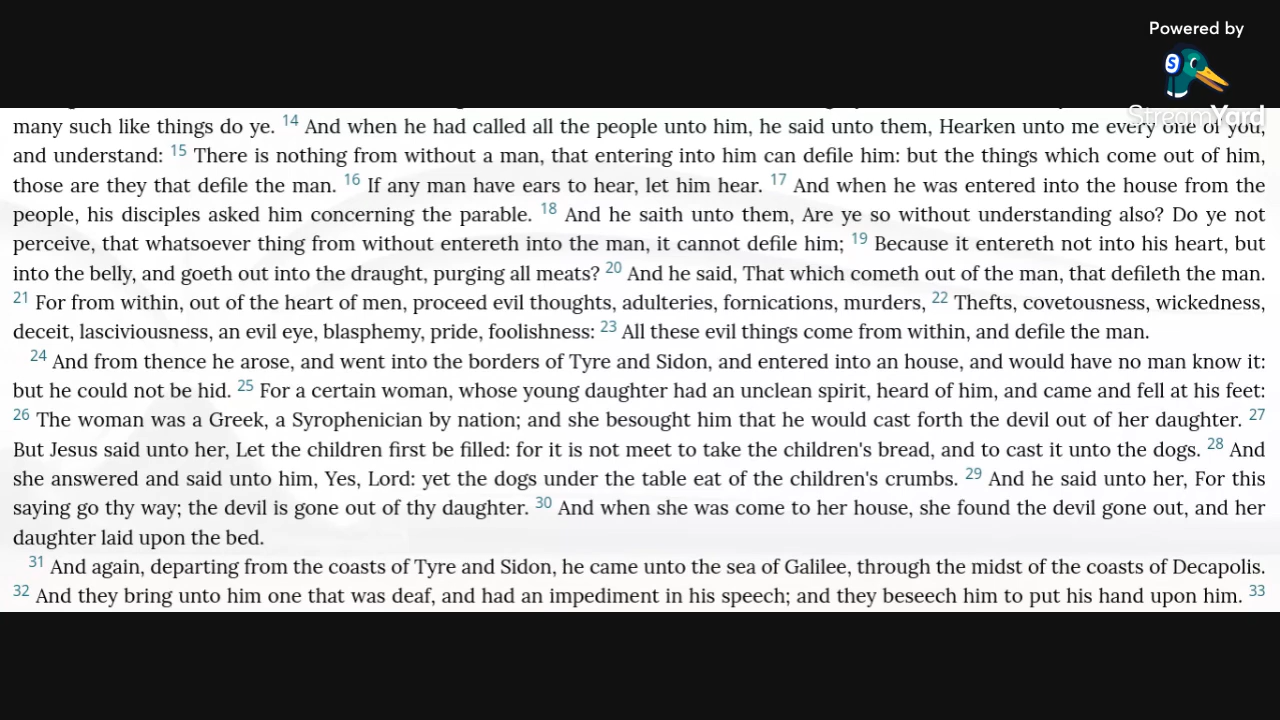 Powered by
StreamYard
many such like things do ye. 14 And when he had called all the people unto him, he said unto them, Hearken unto me every one of you,
and understand: 15 There is nothing from without a man, that entering into him can defile him: but the things which come out of him,
those are they that defile the man. 16 If any man have ears to hear, let him hear. 17 And when he was entered into the house from the
people, his disciples asked him concerning the parable. 18 And he saith unto them, Are ye so without understanding also? Do ye not
perceive, that whatsoever thing from without entereth into the man, it cannot defile him; 19 Because it entereth not into his heart, but
into the belly, and goeth out into the draught, purging all meats? 20 And he said, That which cometh out of the man, that defileth the man.
21 For from within, out of the heart of men, proceed evil thoughts, adulteries, fornications, murders, 22 Thefts, covetousness, wickedness,
deceit, lasciviousness, an evil eye, blasphemy, pride, foolishness: 23 All these evil things come from within, and defile the man.
24 And from thence he arose, and went into the borders of Tyre and Sidon, and entered into an house, and would have no man know it:
but he could not be hid. 25 For a certain woman, whose young daughter had an unclean spirit, heard of him, and came and fell at his feet:
26 The woman was a Greek, a Syrophenician by nation; and she besought him that he would cast forth the devil out of her daughter. 27
But Jesus said unto her, Let the children first be filled: for it is not meet to take the children's bread, and to cast it unto the dogs. 28 And
she answered and said unto him, Yes, Lord: yet the dogs under the table eat of the children's crumbs. 29 And he said unto her, For this
saying go thy way; the devil is gone out of thy daughter. 30 And when she was come to her house, she found the devil gone out, and her
daughter laid upon the bed.
31 And again, departing from the coasts of Tyre and Sidon, he came unto the sea of Galilee, through the midst of the coasts of Decapolis.
32 And they bring unto him one that was deaf, and had an impediment in his speech; and they beseech him to put his hand upon him. 33